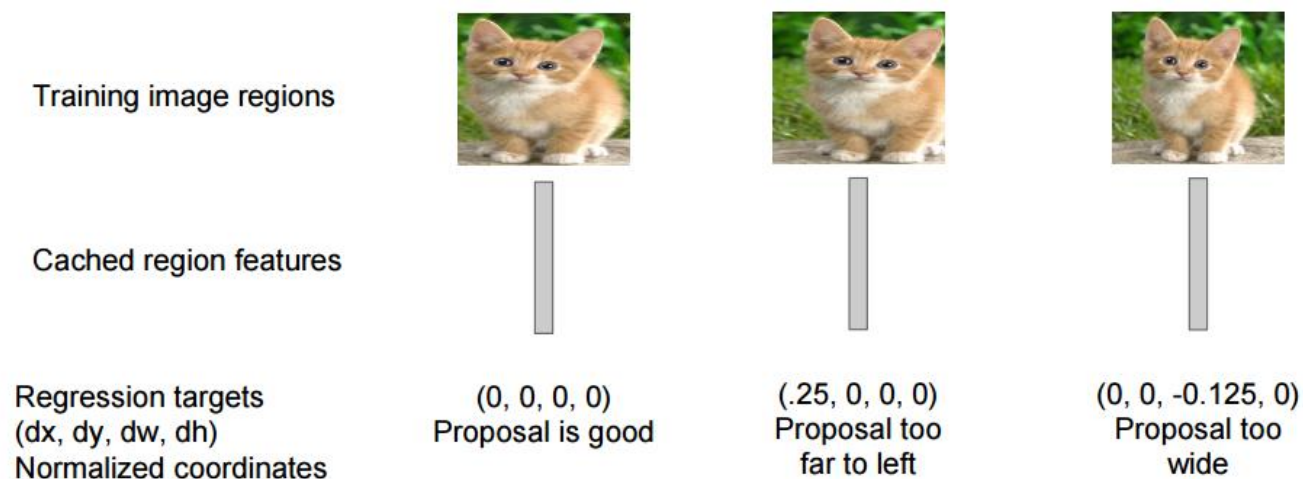 Training image regions
Cached region features
Regression targets
(dx, dy, dw, dh)
Normalized coordinates
(0, 0, 0, 0)
Proposal is good
(.25, 0, 0, 0)
Proposal too
far to left
(0, 0, -0.125, 0)
Proposal too
wide